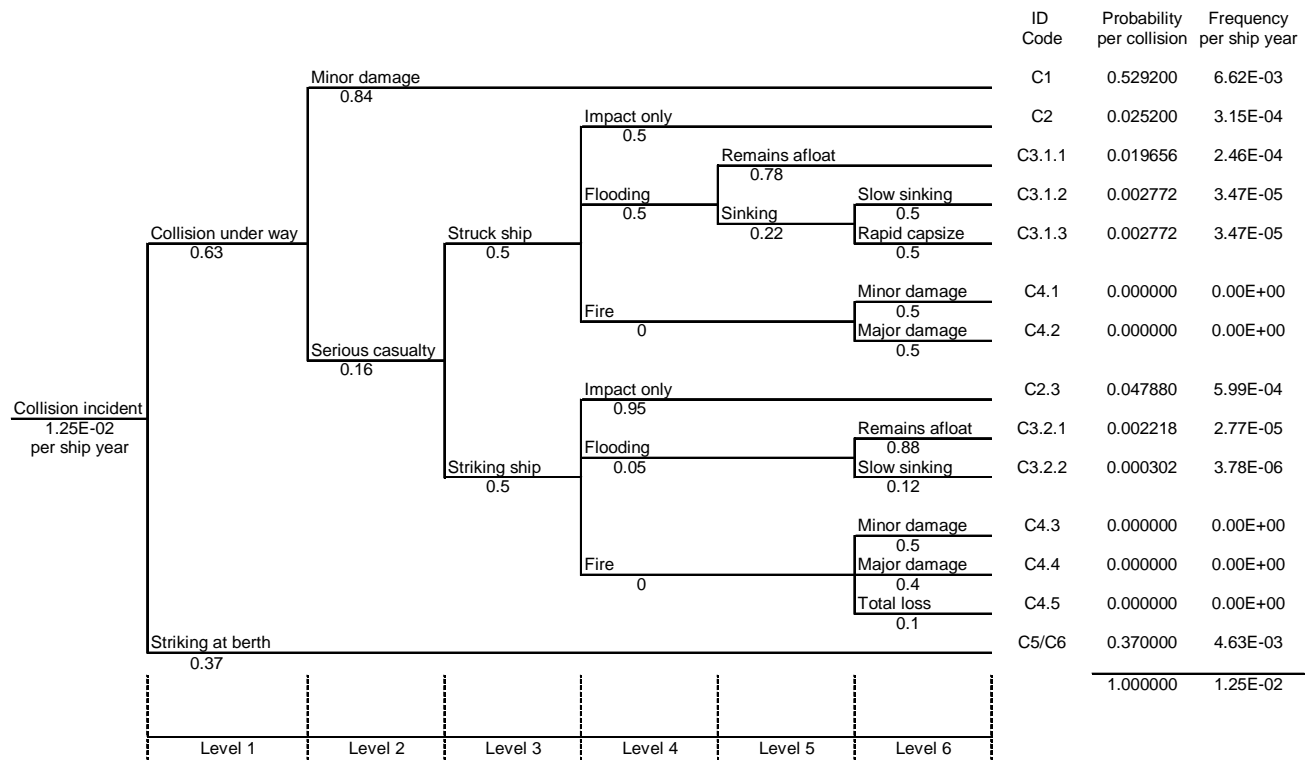 ID Probability Frequency
Code per collision per ship year
Minor damage C1 0.529200 6.62E-03
0.84
Impact only C2 0.025200 3.15E-04
0.5
Remains afloat C3.1.1 0.019656 2.46E-04
0.78
Flooding Slow sinking C3.1.2 0.002772 3.47E-05
0.5 Sinking 0.5
Collision under way Struck ship 0.22 Rapid capsize C3.1.3 0.002772 3.47E-05
0.63 0.5 0.5
Minor damage C4.1 0.000000 0.00E+00
Fire 0.5
0 Major damage C4.2 0.000000 0.00E+00
Serious casualty 0.5
0.16
Impact only C2.3 0.047880 5.99E-04
Collision incident 0.95
1.25E-02 Remains afloat C3.2.1 0.002218 2.77E-05
per ship year Flooding 0.88
Striking ship 0.05 Slow sinking C3.2.2 0.000302 3.78E-06
0.5 0.12
Minor damage C4.3 0.000000 0.00E+00
0.5
Fire Major damage C4.4 0.000000 0.00E+00
0 0.4
Total loss C4.5 0.000000 0.00E+00
0.1
Striking at berth C5/C6 0.370000 4.63E-03
0.37
1.000000 1.25E-02
Level 1 Level 2 Level 3 Level 4 Level 5 Level 6